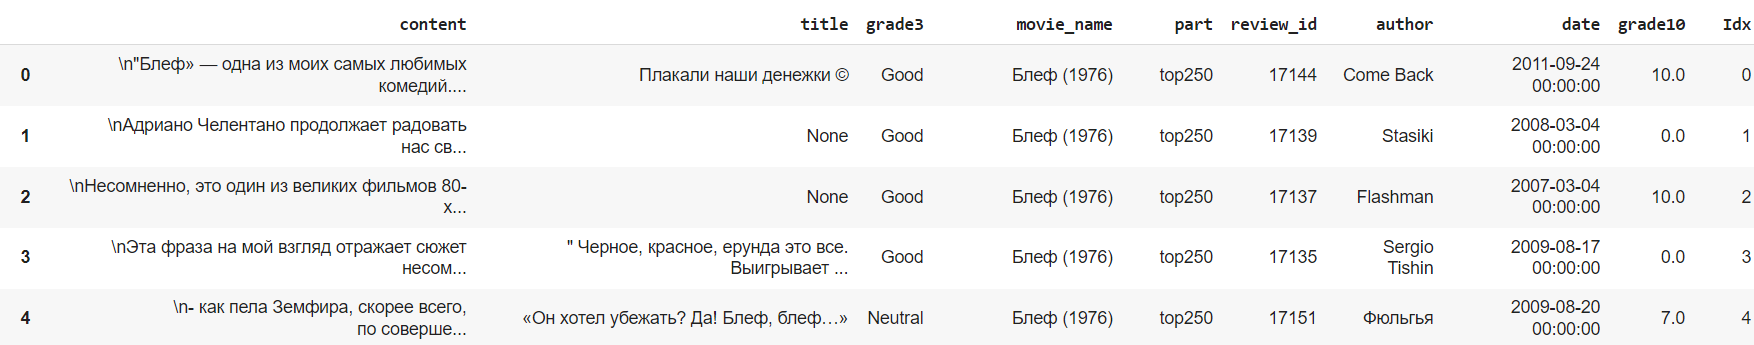 content title grade3 movie_name part review_id author date grade10 Idx
0 \n"Блеф» — одна из моих самых любимых комедий.... Плакали наши денежки © Good Блеф (1976) top250 17144 Come Back 2011-09-24 00:00:00 10.0 0
1 \nАдриано Челентано продолжает радовать нас св... None Good Блеф (1976) top250 17139 Stasiki 2008-03-04 00:00:00 0.0 1
2 \nНесомненно, это один из великих фильмов 80-х... None Good Блеф (1976) top250 17137 Flashman 2007-03-04 00:00:00 10.0 2
3 \nЭта фраза на мой взгляд отражает сюжет несом... " Черное, красное, ерунда это все. Выигрывает ... Good Блеф (1976) top250 17135 Sergio Tishin 2009-08-17 00:00:00 0.0 3
4 \n- как пела Земфира, скорее всего, по соверше... «Он хотел убежать? Да! Блеф, блеф…» Neutral Блеф (1976) top250 17151 Фюльгья 2009-08-20 00:00:00 7.0 4